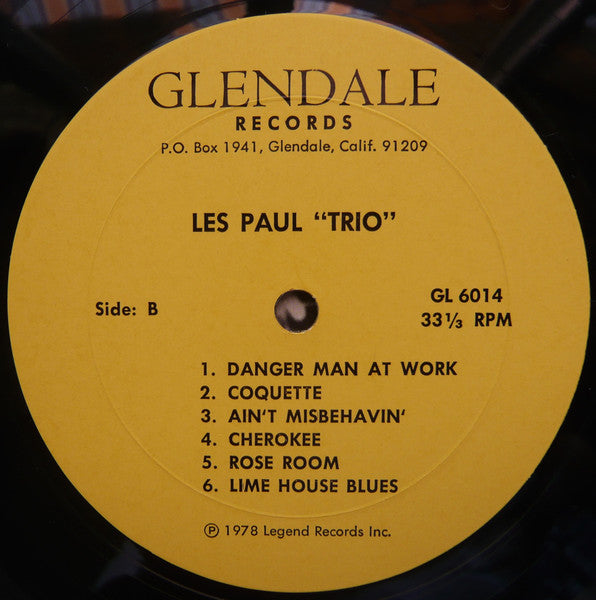 GLENDALE
RECORDS
P.O. Box 1941, Glendale, Calif. 91209
LES PAUL “TRIO”
Side: B
GL 6014
33⅓ RPM
1. DANGER MAN AT WORK
2. COQUETTE
3. AIN'T MISBEHAVIN'
4. CHEROKEE
5. ROSE ROOM
6. LIME HOUSE BLUES
℗ 1978 Legend Records Inc.